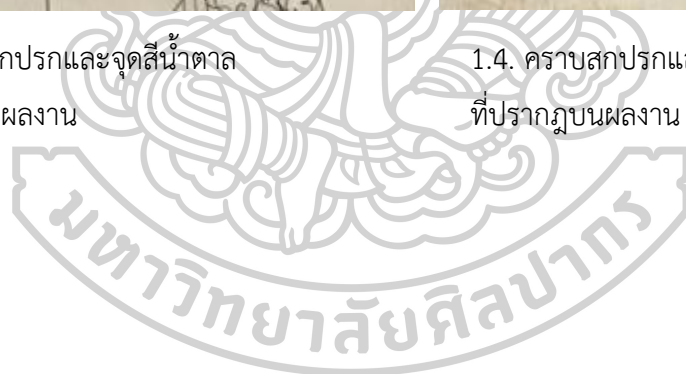 กปรกและจุดสีน้ำตาล
ผลงาน
1.4. คราบสกปรกแล
ที่ปรากฏบนผลงาน
มหาวิทยาลัยศิลปากร